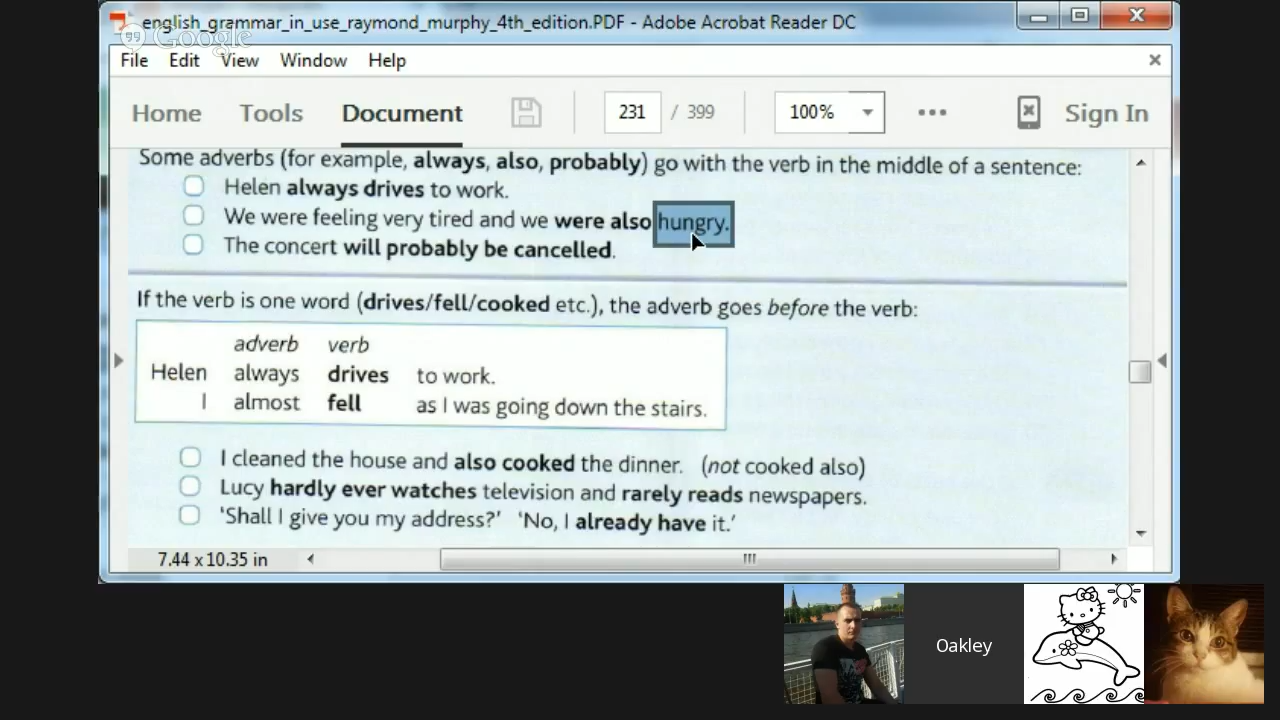 english_grammar_in_use_raymond_murphy_4th_edition.PDF - Adobe Acrobat Reader DC
Google
File Edit View Window Help
Home Tools Document 231 / 399 100% Sign In
Some adverbs (for example, always, also, probably) go with the verb in the middle of a sentence:
Helen always drives to work.
We were feeling very tired and we were also hungry.
The concert will probably be cancelled.
If the verb is one word (drives/fell/cooked etc.), the adverb goes before the verb:
adverb verb
Helen always drives to work.
I almost fell as I was going down the stairs.
I cleaned the house and also cooked the dinner. (not cooked also)
Lucy hardly ever watches television and rarely reads newspapers.
‘Shall I give you my address?’ ‘No, I already have it.’
7.44 x 10.35 in
Oakley